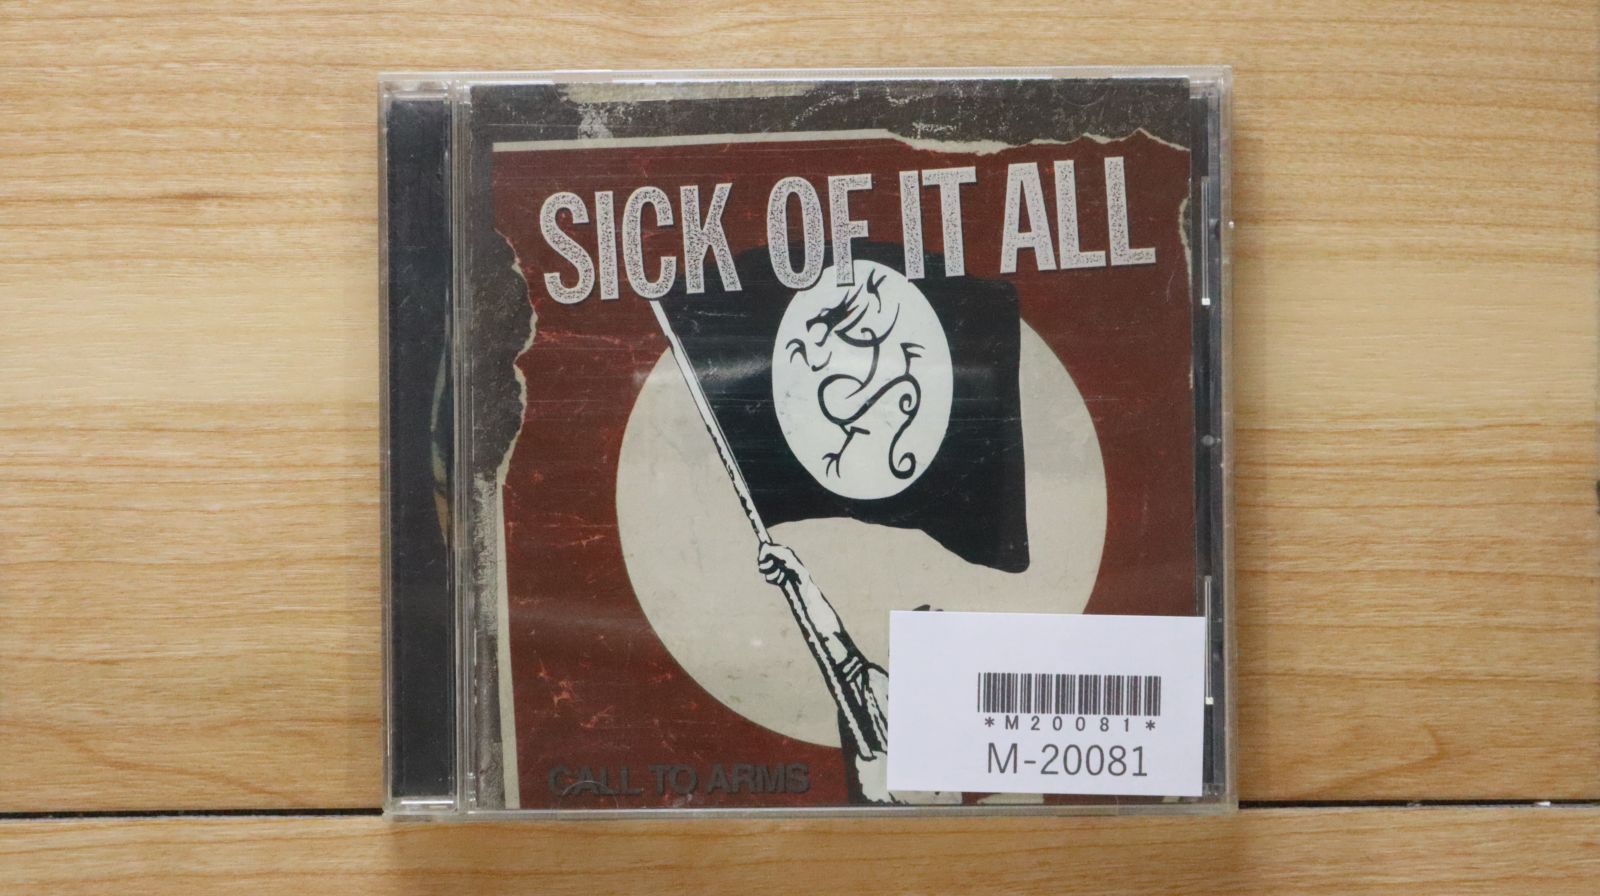 SICK OF IT ALL
CALL TO ARMS
*M20081*
M-20081